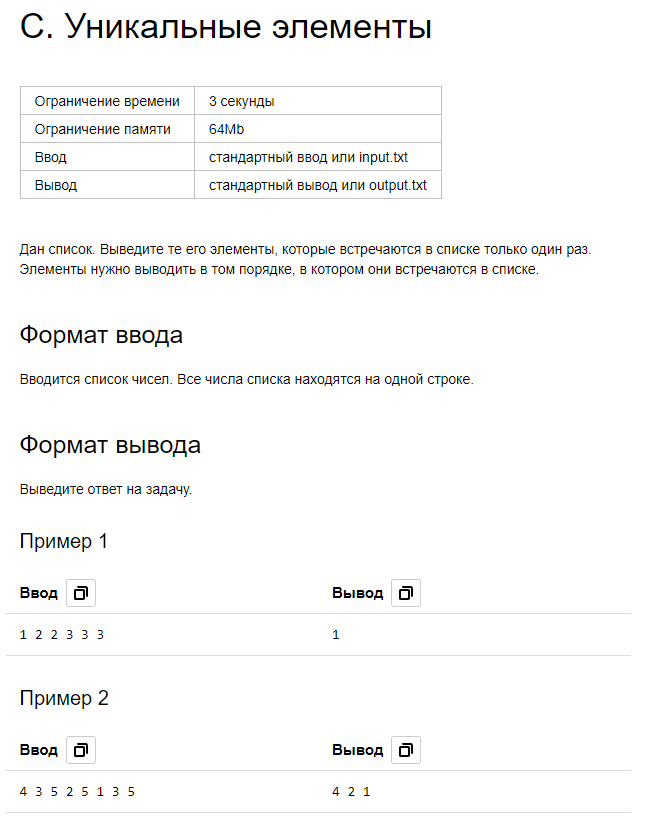 С. Уникальные элементы
Ограничение времени 3 секунды
Ограничение памяти 64Mb
Ввод стандартный ввод или input.txt
Вывод стандартный вывод или output.txt
Дан список. Выведите те его элементы, которые встречаются в списке только один раз.
Элементы нужно выводить в том порядке, в котором они встречаются в списке.
Формат ввода
Вводится список чисел. Все числа списка находятся на одной строке.
Формат вывода
Выведите ответ на задачу.
Пример 1
Ввод Вывод
1 2 2 3 3 3 1
Пример 2
Ввод Вывод
4 3 5 2 5 1 3 5 4 2 1